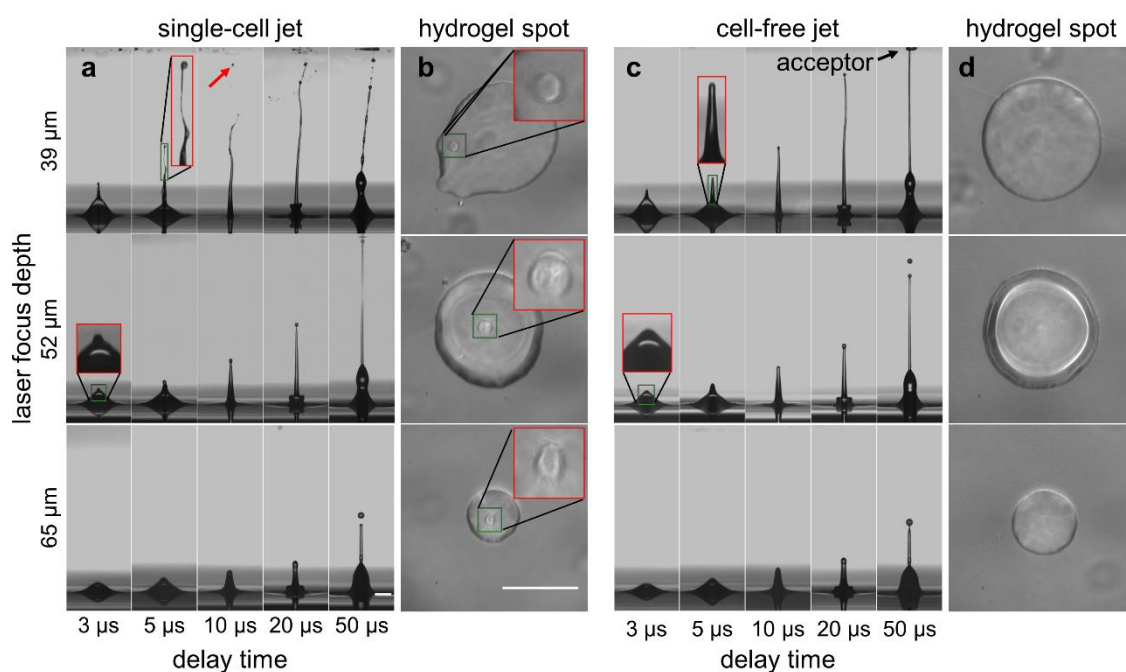 single-cell jet
hydrogel spot
cell-free jet
hydrogel spot
a
b
c
d
acceptor
laser focus depth
39 µm
52 µm
65 µm
3 µs
5 µs
10 µs
20 µs
50 µs
3 µs
5 µs
10 µs
20 µs
50 µs
delay time
delay time